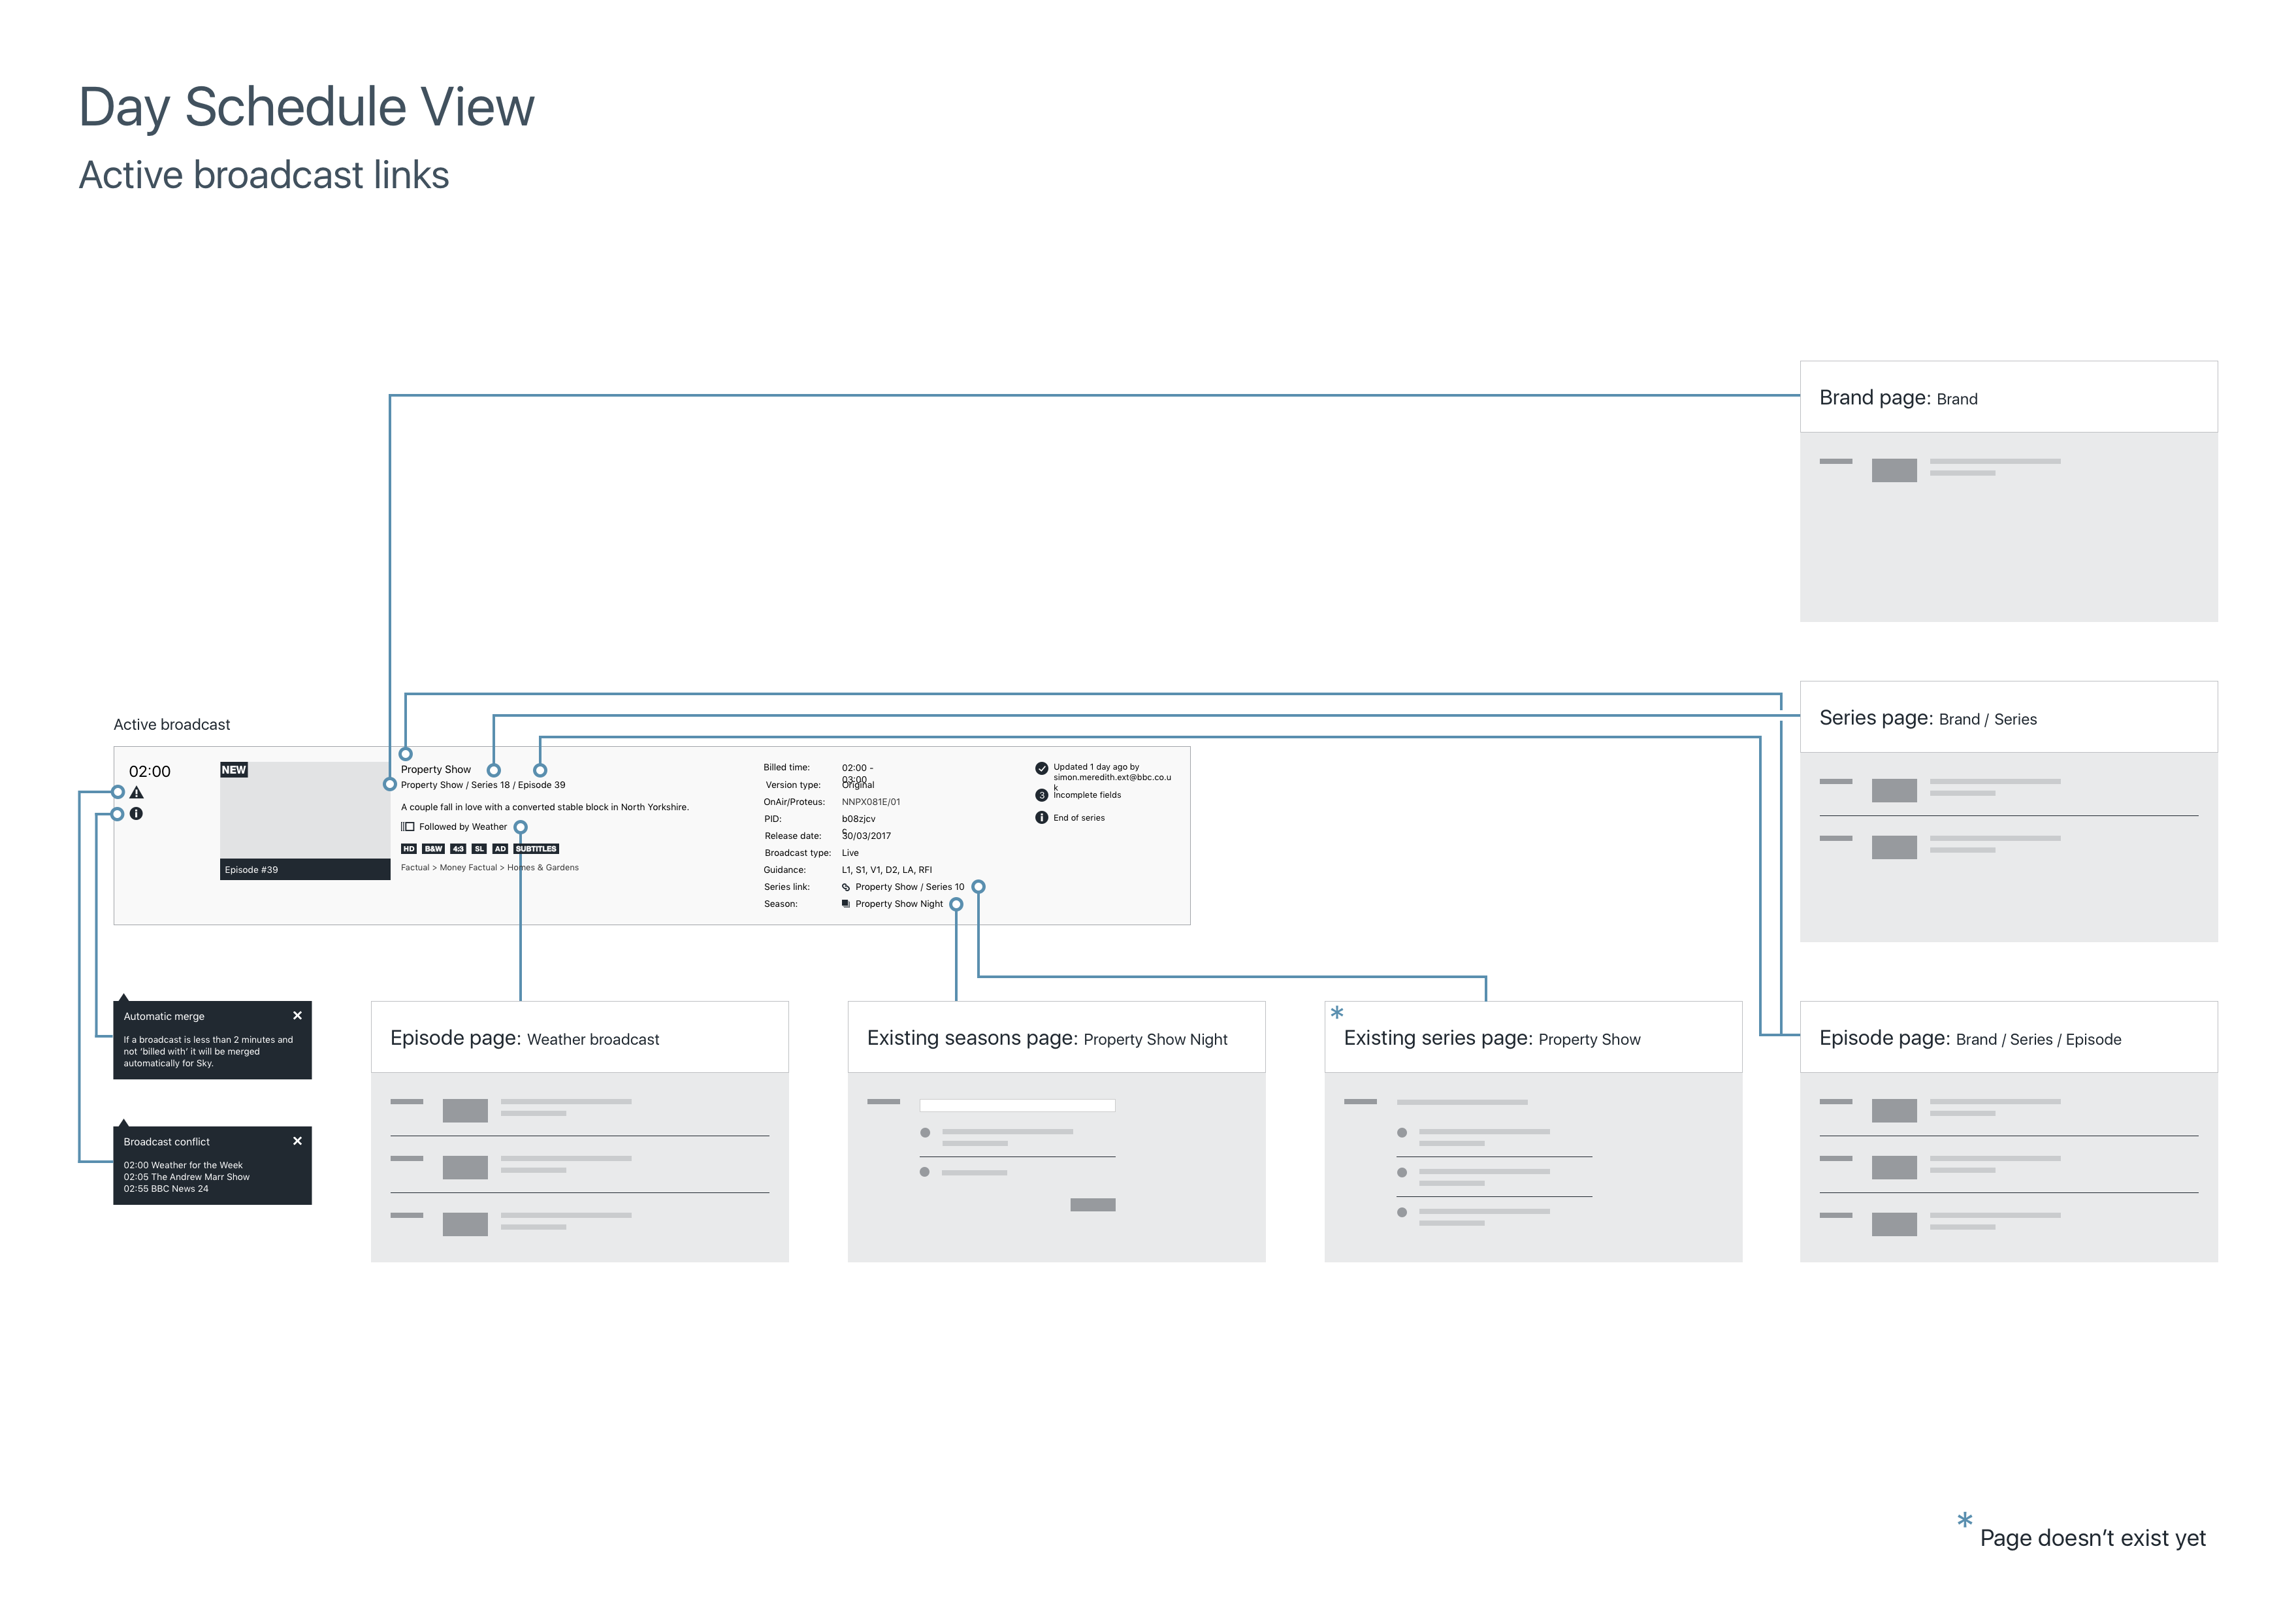 Day Schedule View
Active broadcast links
Brand page: Brand
Series page: Brand / Series
Active broadcast
02:00
NEW
Episode #39
Property Show
Property Show / Series 18 / Episode 39
A couple fall in love with a converted stable block in North Yorkshire.
Followed by Weather
HD B&W 4:3 SL AD SUBTITLES
Factual > Money Factual > Homes & Gardens
Billed time: 02:00 -
03:00
Version type: Original
OnAir/Proteus: NNPX081E/01
PID: b08zjcv
c
Release date: 30/03/2017
Broadcast type: Live
Guidance: L1, S1, V1, D2, LA, RFI
Series link: Property Show / Series 10
Season: Property Show Night
Updated 1 day ago by
simon.meredith.ext@bbc.co.u
k
3 Incomplete fields
End of series
Automatic merge
If a broadcast is less than 2 minutes and
not ‘billed with’ it will be merged
automatically for Sky.
Broadcast conflict
02:00 Weather for the Week
02:05 The Andrew Marr Show
02:55 BBC News 24
Episode page: Weather broadcast
Existing seasons page: Property Show Night
* Existing series page: Property Show
Episode page: Brand / Series / Episode
* Page doesn’t exist yet